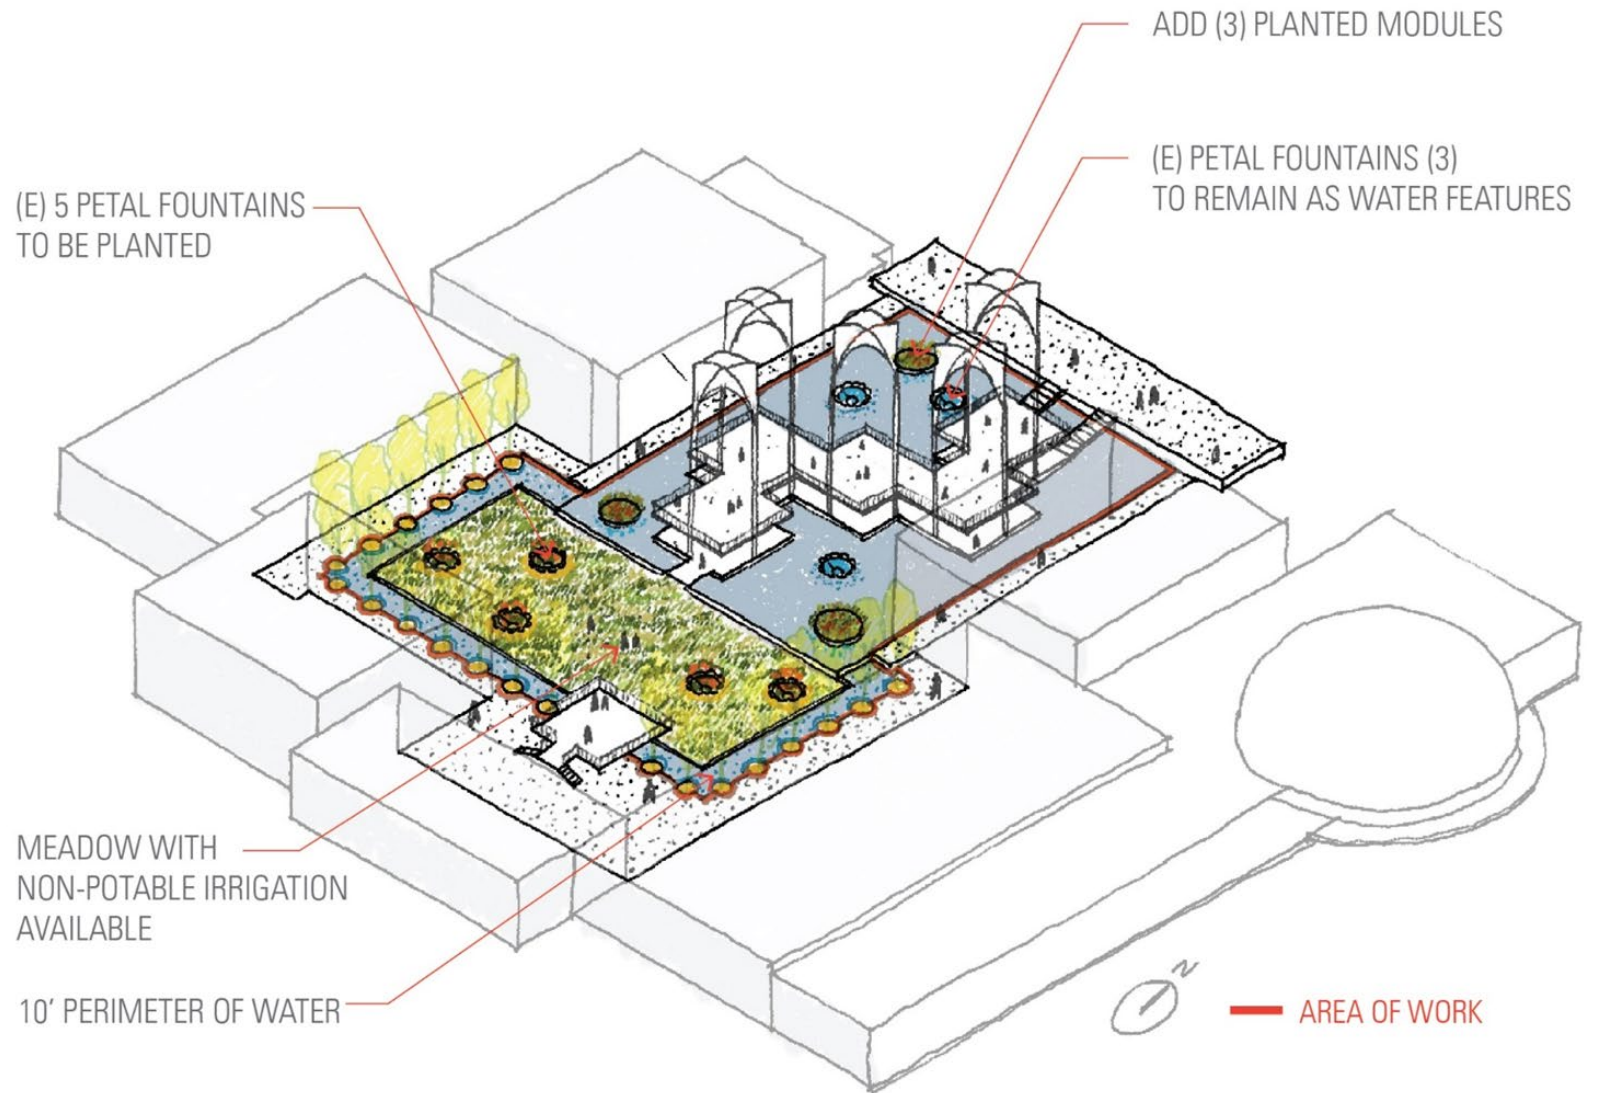 ADD (3) PLANTED MODULES
(E) PETAL FOUNTAINS (3)
TO REMAIN AS WATER FEATURES
(E) 5 PETAL FOUNTAINS
TO BE PLANTED
MEADOW WITH
NON-POTABLE IRRIGATION
AVAILABLE
10’ PERIMETER OF WATER
N
AREA OF WORK